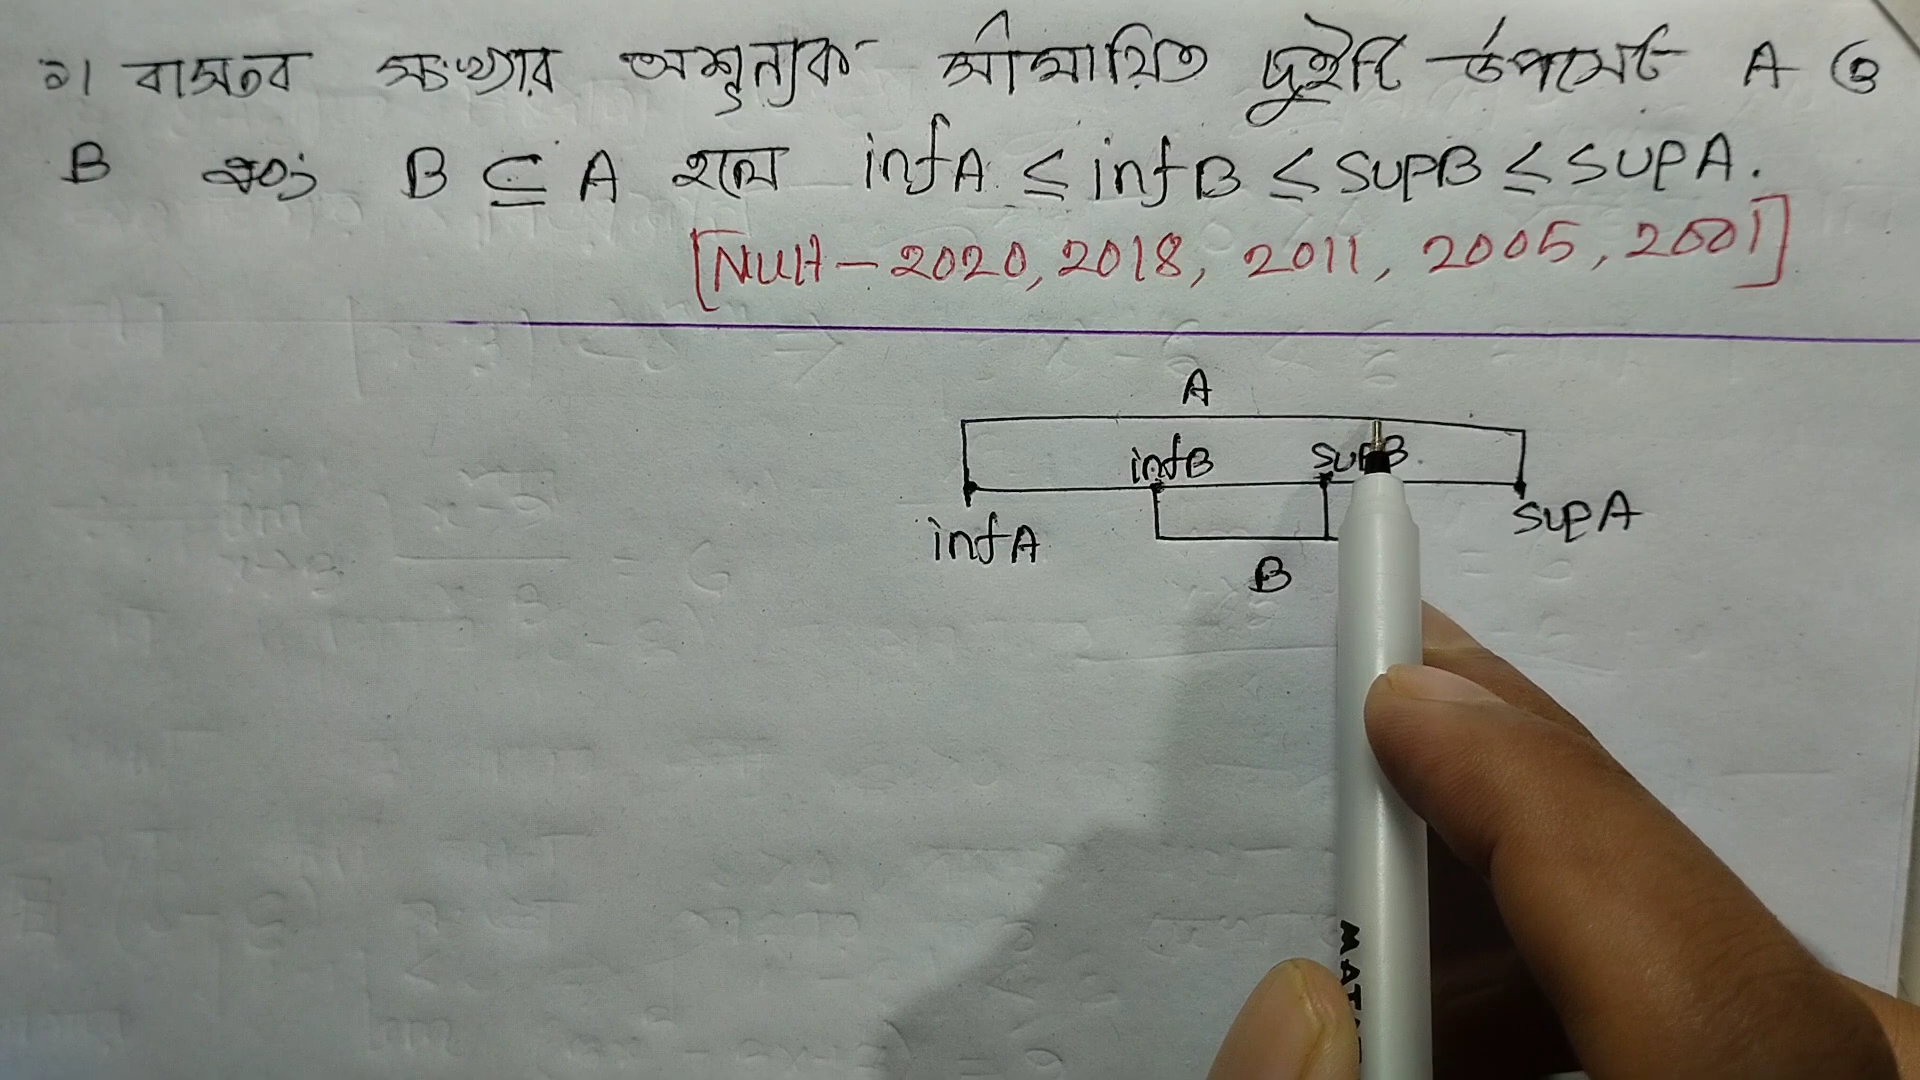 ২। বাস্তব সংখ্যার অশূন্যক সীমায়িত দুইটি উপসেট A ও
B এবং B ⊆ A হলে infA ≤ infB ≤ supB ≤ supA.
[NUH-2020, 2018, 2011, 2005, 2001]
A
infB supB
infA supA
B